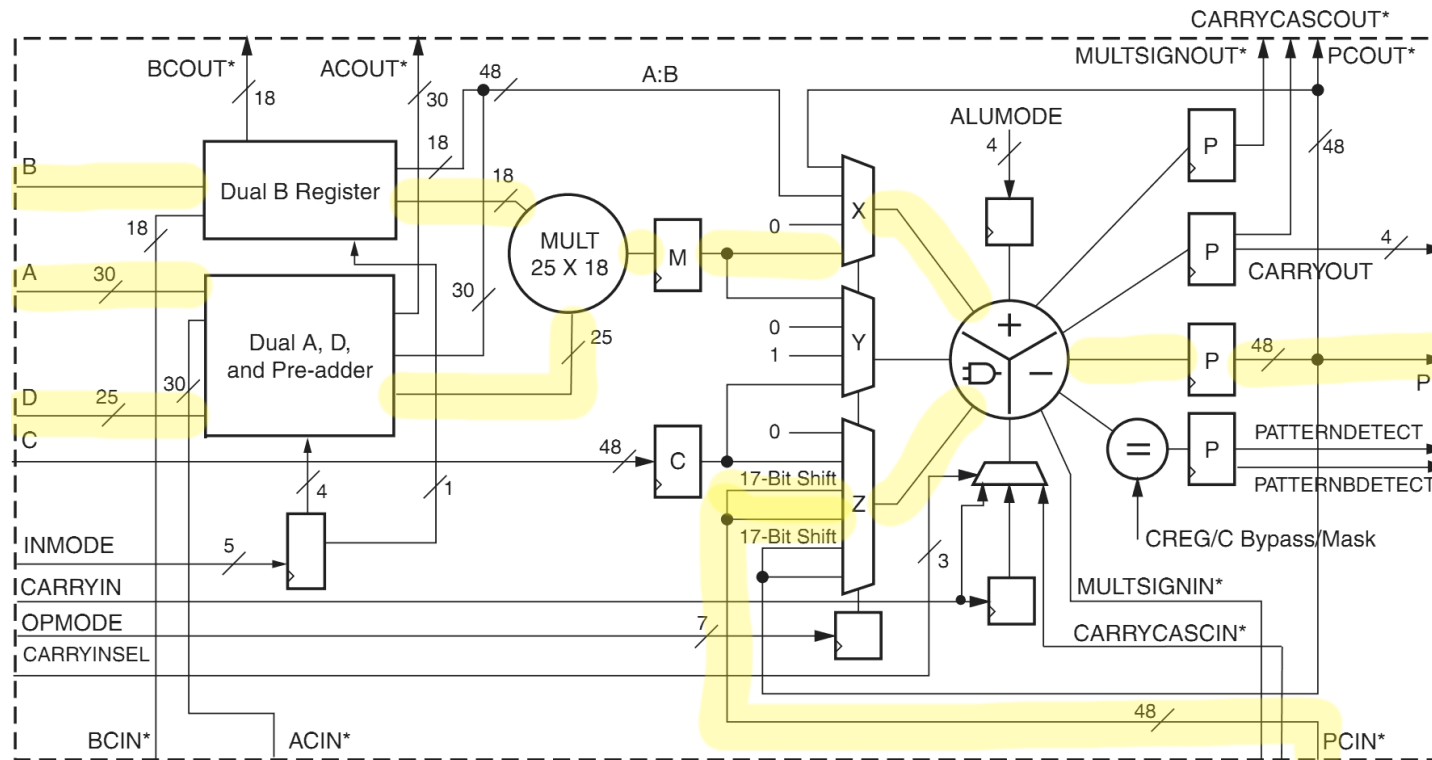 CARRYCASCOUT*
MULTSIGNOUT* PCOUT*
BCOUT* ACOUT*
18
30
48
A:B
ALUMODE
4
48
B
Dual B Register
18
18
18
0
X
P
MULT
25 X 18
M
P
4
CARRYOUT
A
30
30
Dual A, D,
and Pre-adder
25
0
1
Y
+
−
P
48
P
D
25
30
C
48
C
0
17-Bit Shift
Z
17-Bit Shift
=
P
PATTERNDETECT
PATTERNBDETECT
CREG/C Bypass/Mask
4
1
3
INMODE
5
CARRYIN
OPMODE
7
CARRYINSEL
MULTSIGNIN*
CARRYCASCIN*
48
BCIN* ACIN* PCIN*